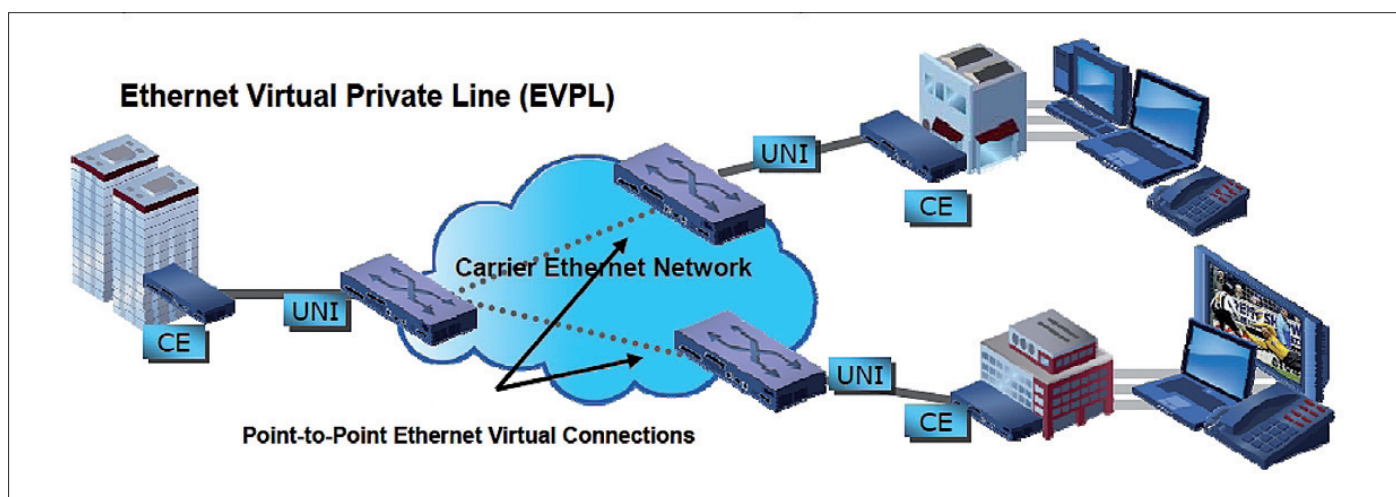 Ethernet Virtual Private Line (EVPL)
UNI
CE
Carrier Ethernet Network
UNI
CE
UNI
CE
Point-to-Point Ethernet Virtual Connections